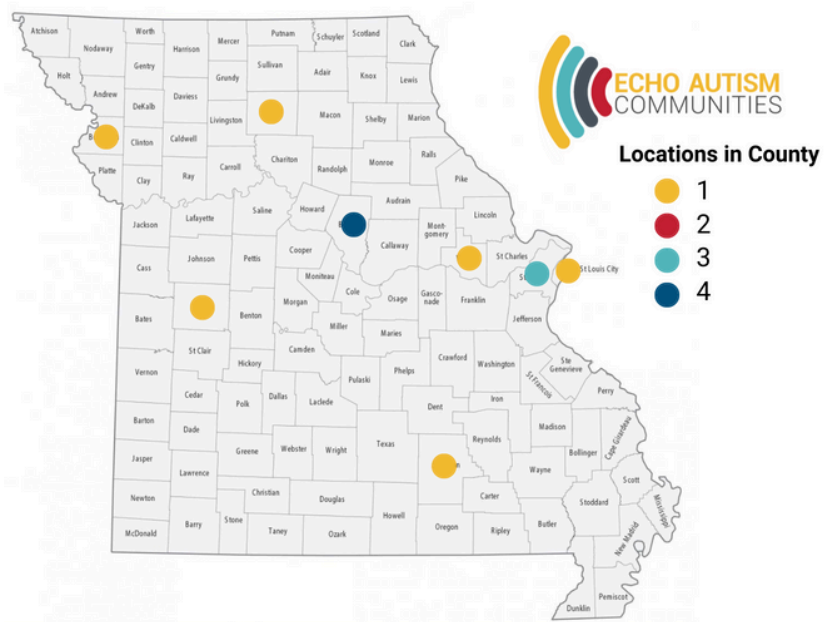 Atchison
Nodaway
Worth
Harrison
Mercer
Putnam
Schuyler
Scotland
Clark
Holt
Andrew
Gentry
DeKalb
Daviess
Grundy
Sullivan
Adair
Knox
Lewis
Livingston
Macon
Shelby
Marion
B
Clinton
Caldwell
Platte
Clay
Ray
Carroll
Chariton
Randolph
Monroe
Ralls
Pike
Jackson
Lafayette
Saline
Howard
Audrain
Callaway
Mont-
gomery
Lincoln
St Charles
St Louis City
St
Cass
Johnson
Pettis
Cooper
Moniteau
Cole
Osage
Gasco-
nade
Franklin
Jefferson
Bates
Benton
Morgan
Miller
Maries
St Clair
Hickory
Camden
Vernon
Cedar
Polk
Dallas
Laclede
Pulaski
Phelps
Crawford
Washington
Ste
Genevieve
St Francois
Perry
Barton
Dade
Greene
Webster
Wright
Texas
Dent
Iron
Reynolds
Madison
Bollinger
Cape Girardeau
Jasper
Lawrence
Newton
McDonald
Barry
Stone
Christian
Taney
Douglas
Ozark
Howell
n
Oregon
Carter
Ripley
Wayne
Butler
Stoddard
Scott
Mississippi
New Madrid
Dunklin
Pemiscot
ECHO AUTISM
COMMUNITIES
Locations in County
1
2
3
4